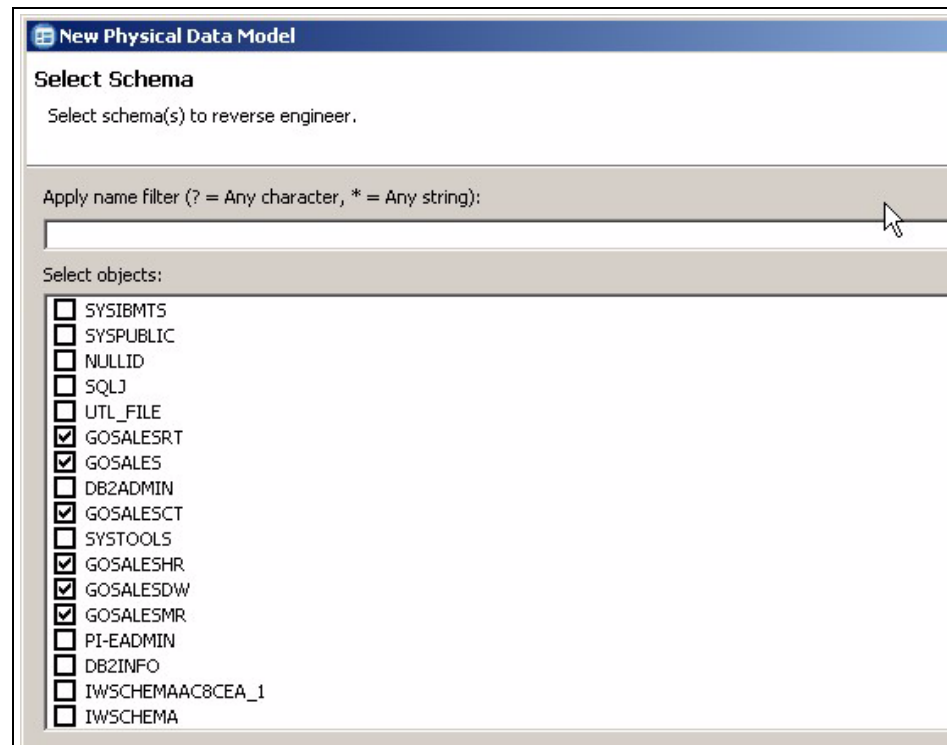 New Physical Data Model
Select Schema
Select schema(s) to reverse engineer.
Apply name filter (? = Any character, * = Any string):
Select objects:
SYSIBMTS
SYSPUBLIC
NULLID
SQLJ
UTL_FILE
GOSALESRT
GOSALES
DB2ADMIN
GOSALESCT
SYSTOOLS
GOSALESHR
GOSALESDW
GOSALESMR
PI-EADMIN
DB2INFO
IWSCHEMAAC8CEA_1
IWSCHEMA